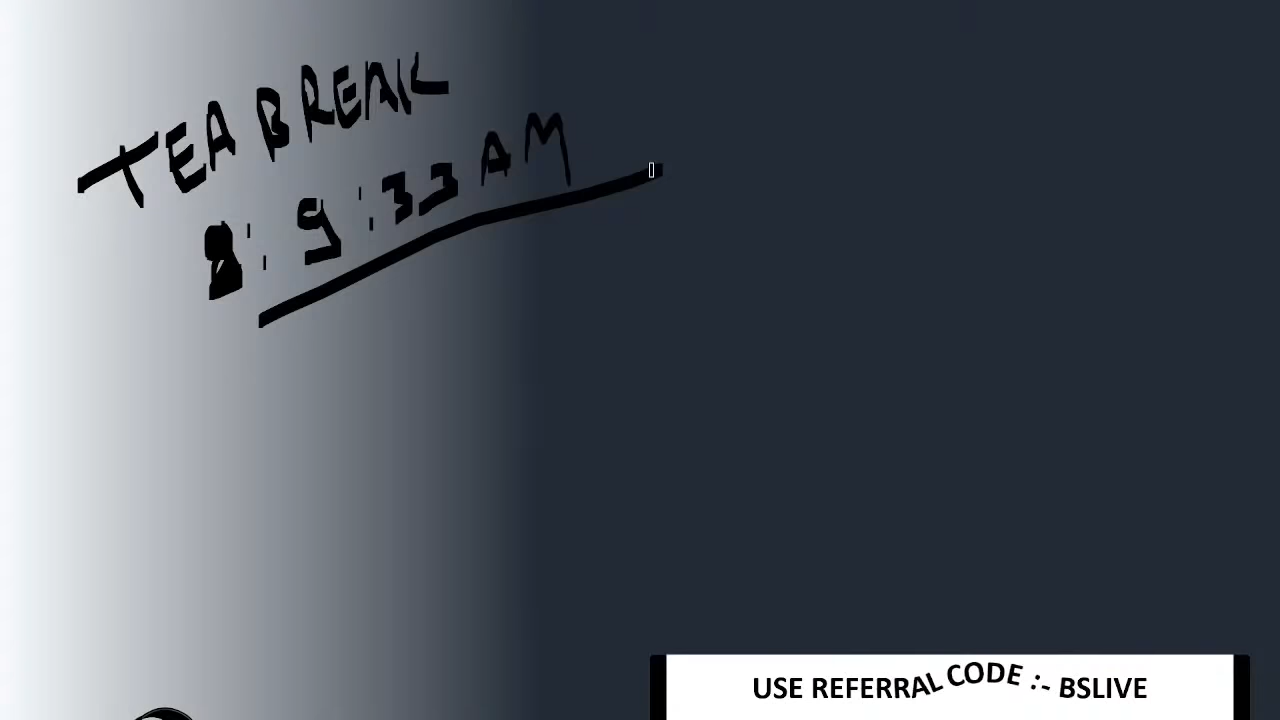 TEA BREAK
: 9 : 33 AM
USE REFERRAL CODE :- BSLIVE